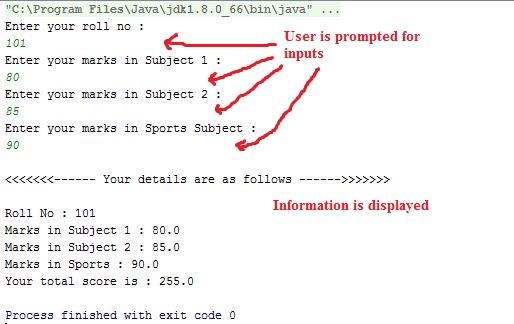 "C:\Program Files\Java\jdk1.8.0_66\bin\java" ...
Enter your roll no :
101
Enter your marks in Subject 1 :
80
Enter your marks in Subject 2 :
85
Enter your marks in Sports Subject :
90
User is prompted for
inputs
<<<<<<<------ Your details are as follows ------>>>>>>>
Information is displayed
Roll No : 101
Marks in Subject 1 : 80.0
Marks in Subject 2 : 85.0
Marks in Sports : 90.0
Your total score is : 255.0
Process finished with exit code 0